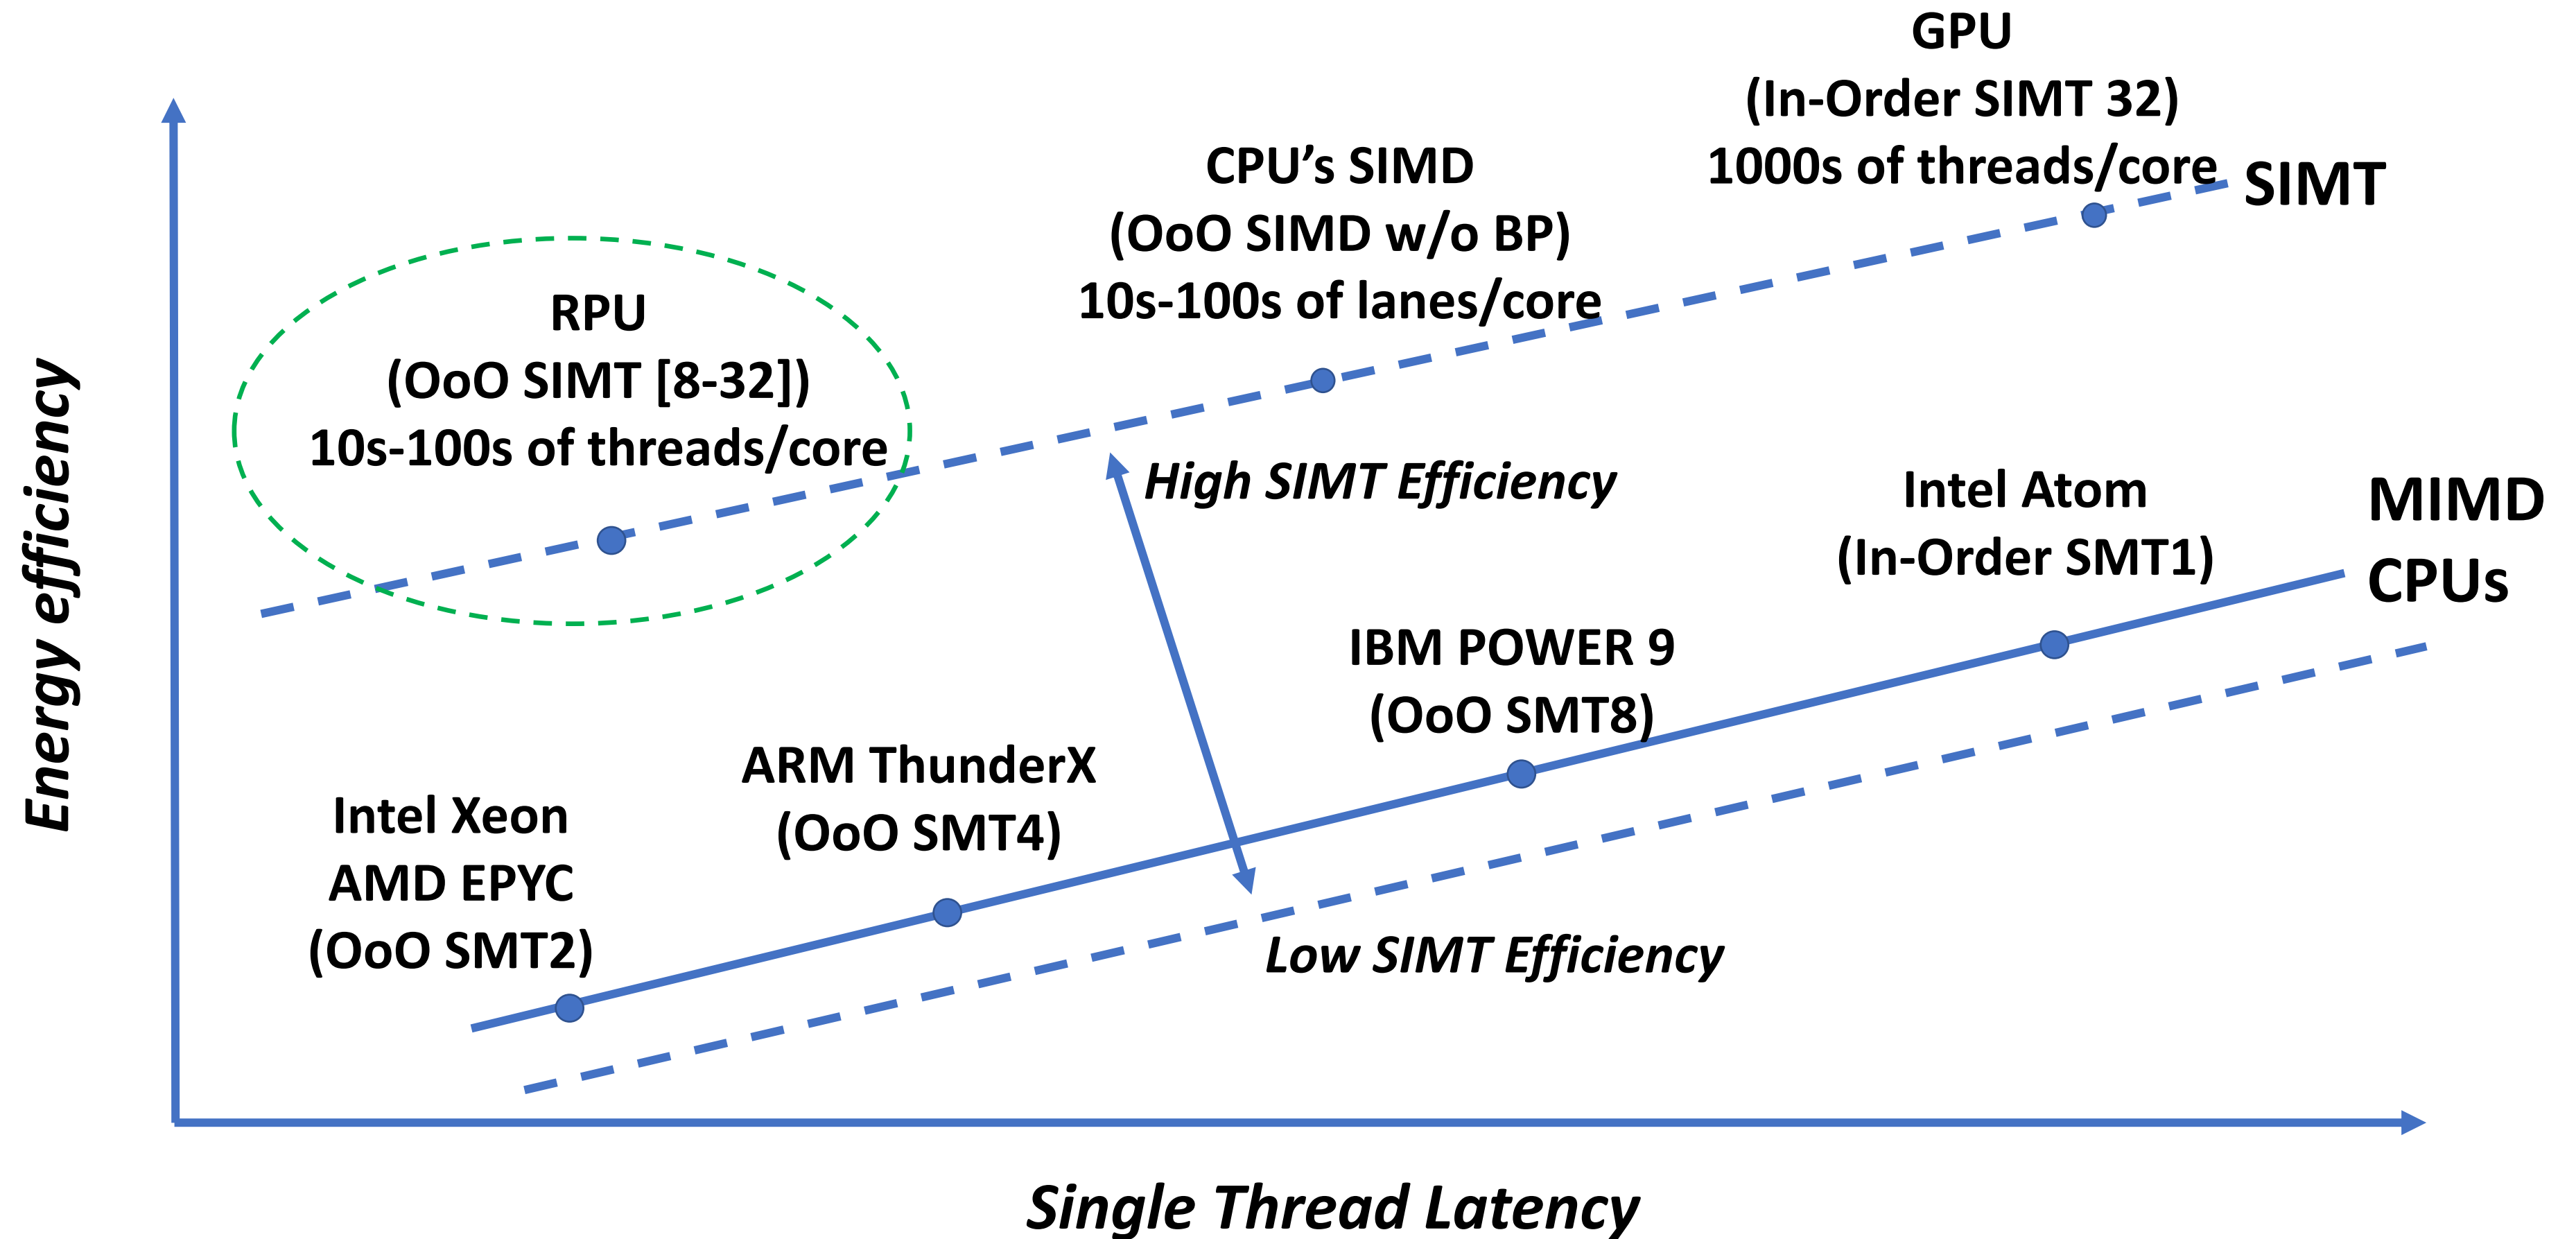 GPU
(In-Order SIMT 32)
1000s of threads/core
SIMT
CPU’s SIMD
(OoO SIMD w/o BP)
10s-100s of lanes/core
RPU
(OoO SIMT [8-32])
10s-100s of threads/core
High SIMT Efficiency
Intel Atom
(In-Order SMT1)
MIMD
CPUs
IBM POWER 9
(OoO SMT8)
ARM ThunderX
(OoO SMT4)
Intel Xeon
AMD EPYC
(OoO SMT2)
Low SIMT Efficiency
Energy efficiency
Single Thread Latency